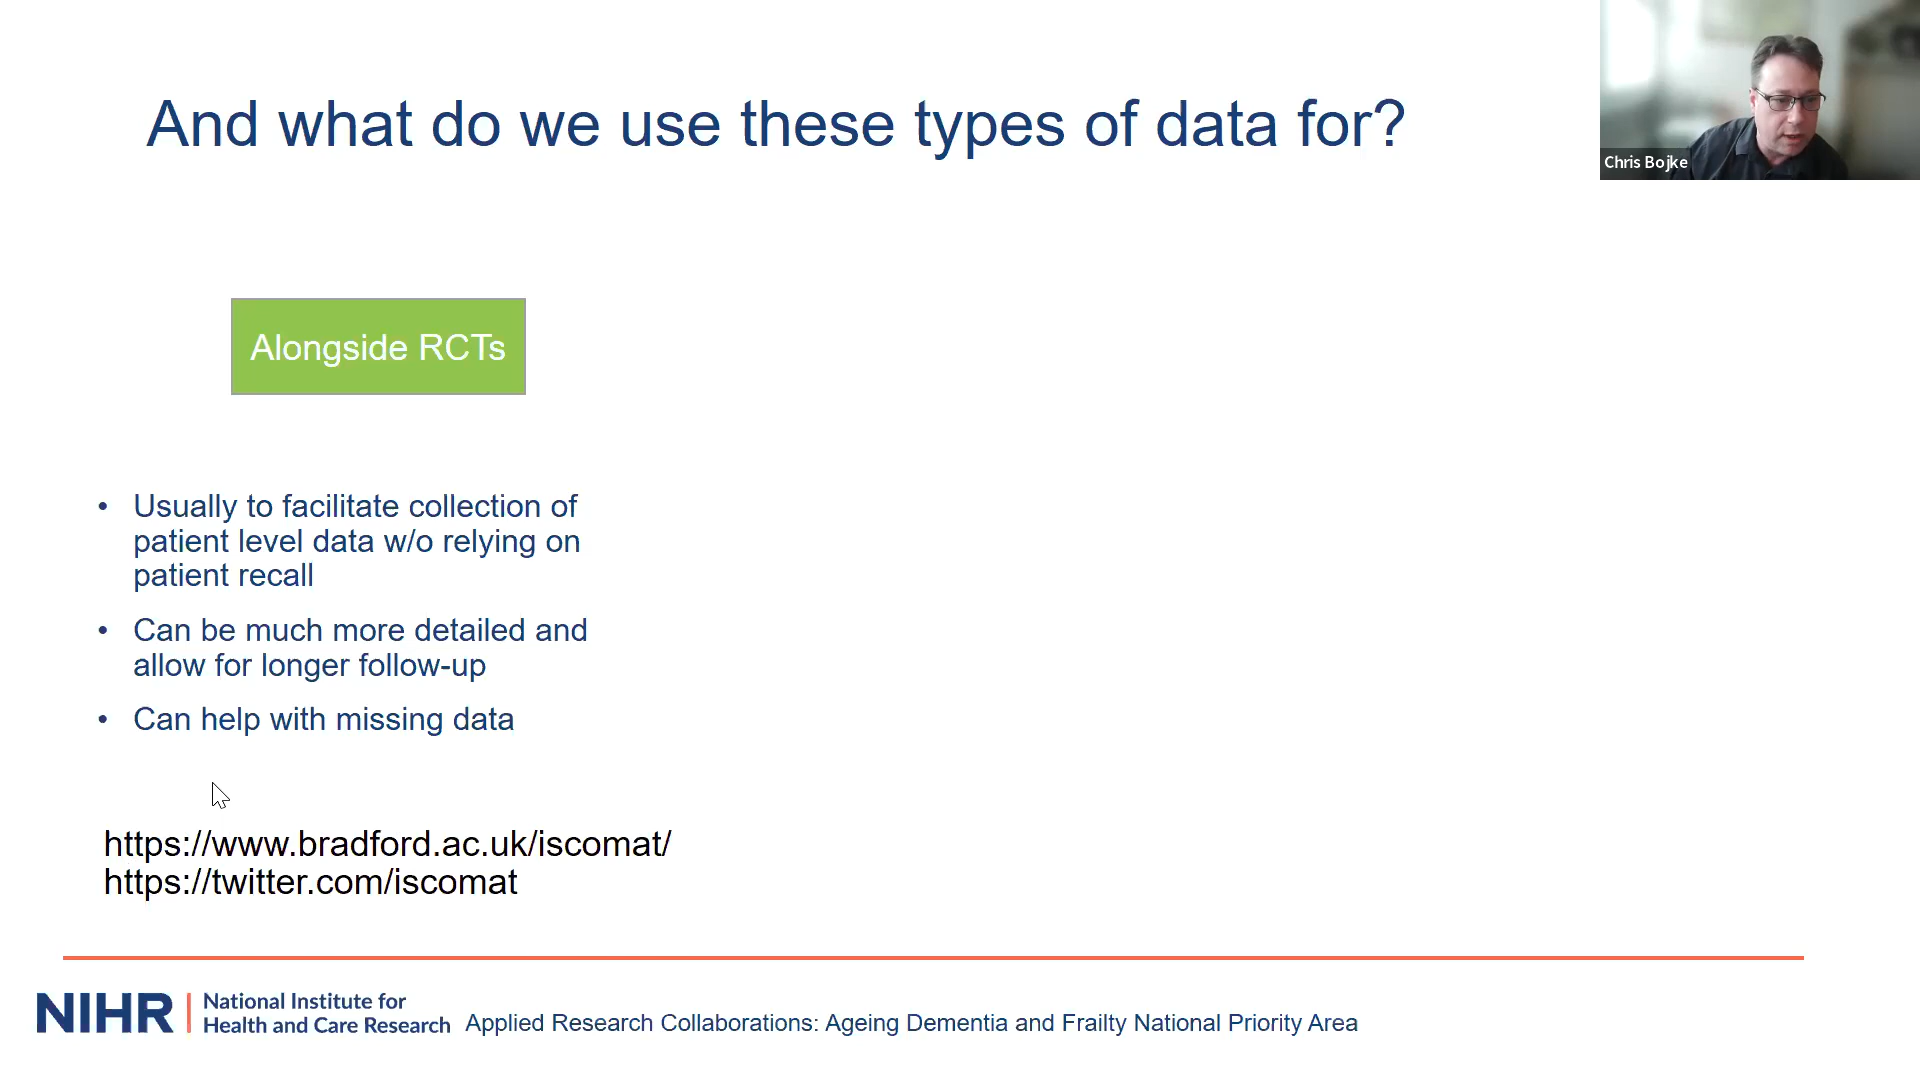 And what do we use these types of data for?
Chris Bojke
Alongside RCTs
• Usually to facilitate collection of
patient level data w/o relying on
patient recall
• Can be much more detailed and
allow for longer follow-up
• Can help with missing data
https://www.bradford.ac.uk/iscomat/
https://twitter.com/iscomat
NIHR | National Institute for
Health and Care Research
Applied Research Collaborations: Ageing Dementia and Frailty National Priority Area